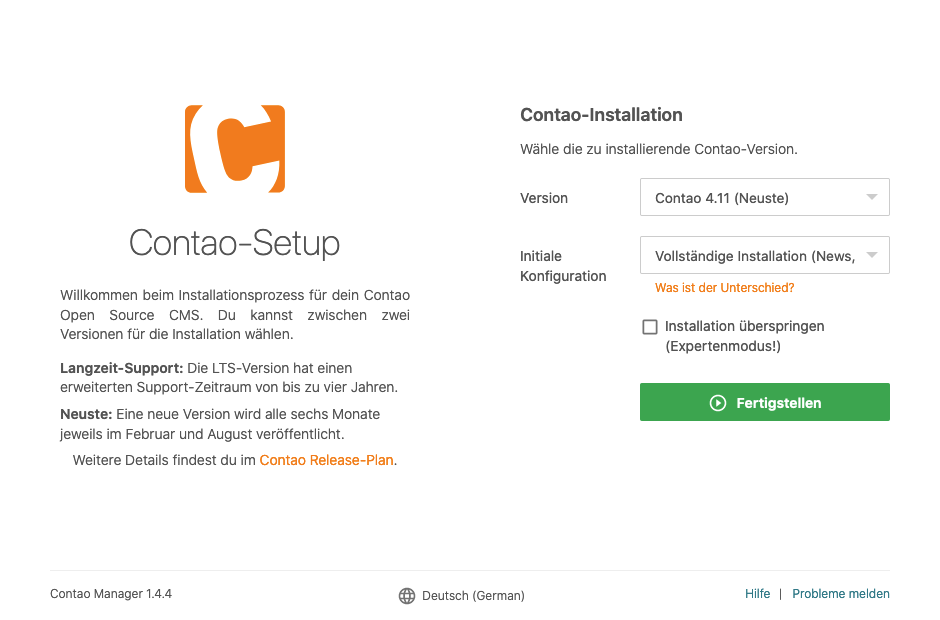 Contao-Setup
Willkommen beim Installationsprozess für dein Contao
Open Source CMS. Du kannst zwischen zwei
Versionen für die Installation wählen.
Langzeit-Support: Die LTS-Version hat einen
erweiterten Support-Zeitraum von bis zu vier Jahren.
Neuste: Eine neue Version wird alle sechs Monate
jeweils im Februar und August veröffentlicht.
Weitere Details findest du im Contao Release-Plan.
Contao-Installation
Wähle die zu installierende Contao-Version.
Version
Contao 4.11 (Neuste)
Initiale
Konfiguration
Vollständige Installation (News,
Was ist der Unterschied?
Installation überspringen
(Expertenmodus!)
Fertigstellen
Contao Manager 1.4.4
Deutsch (German)
Hilfe | Probleme melden